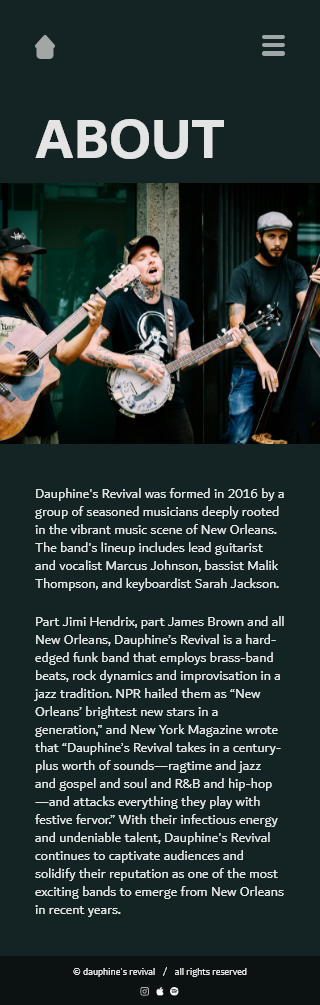 ABOUT
Dauphine's Revival was formed in 2016 by a
group of seasoned musicians deeply rooted
in the vibrant music scene of New Orleans.
The band's lineup includes lead guitarist
and vocalist Marcus Johnson, bassist Malik
Thompson, and keyboardist Sarah Jackson.
Part Jimi Hendrix, part James Brown and all
New Orleans, Dauphine's Revival is a hard-
edged funk band that employs brass-band
beats, rock dynamics and improvisation in a
jazz tradition. NPR hailed them as “New
Orleans’ brightest new stars in a
generation,” and New York Magazine wrote
that “Dauphine’s Revival takes in a century-
plus worth of sounds—ragtime and jazz
and gospel and soul and R&B and hip-hop
—and attacks everything they play with
festive fervor.” With their infectious energy
and undeniable talent, Dauphine's Revival
continues to captivate audiences and
solidify their reputation as one of the most
exciting bands to emerge from New Orleans
in recent years.
© dauphine's revival / all rights reserved